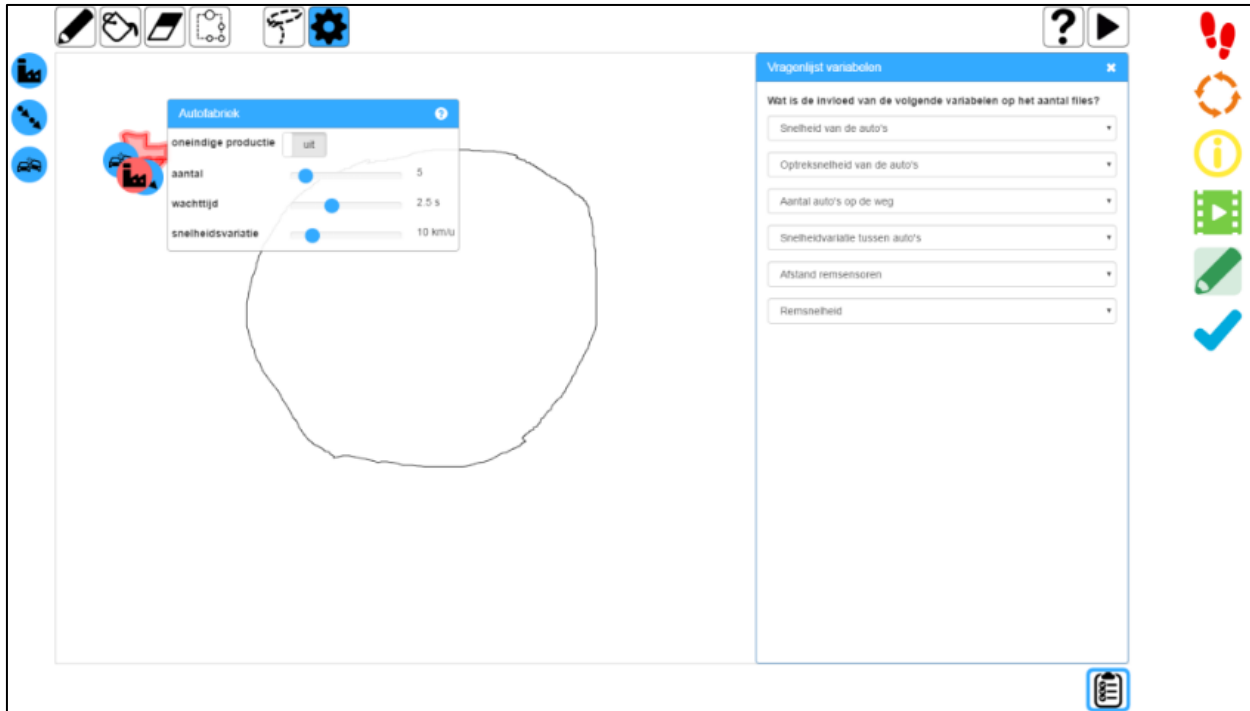 Vragenlijst variabelen
Autofabriek
oneindige productie uit
aantal 5
wachttijd 2.5 s
snelheidsvariatie 10 km/u
Wat is de invloed van de volgende variabelen op het aantal files?
Snelheid van de auto's
Optreksnelheid van de auto's
Aantal auto's op de weg
Snelheidvariatie tussen auto's
Afstand remsensoren
Remsnelheid